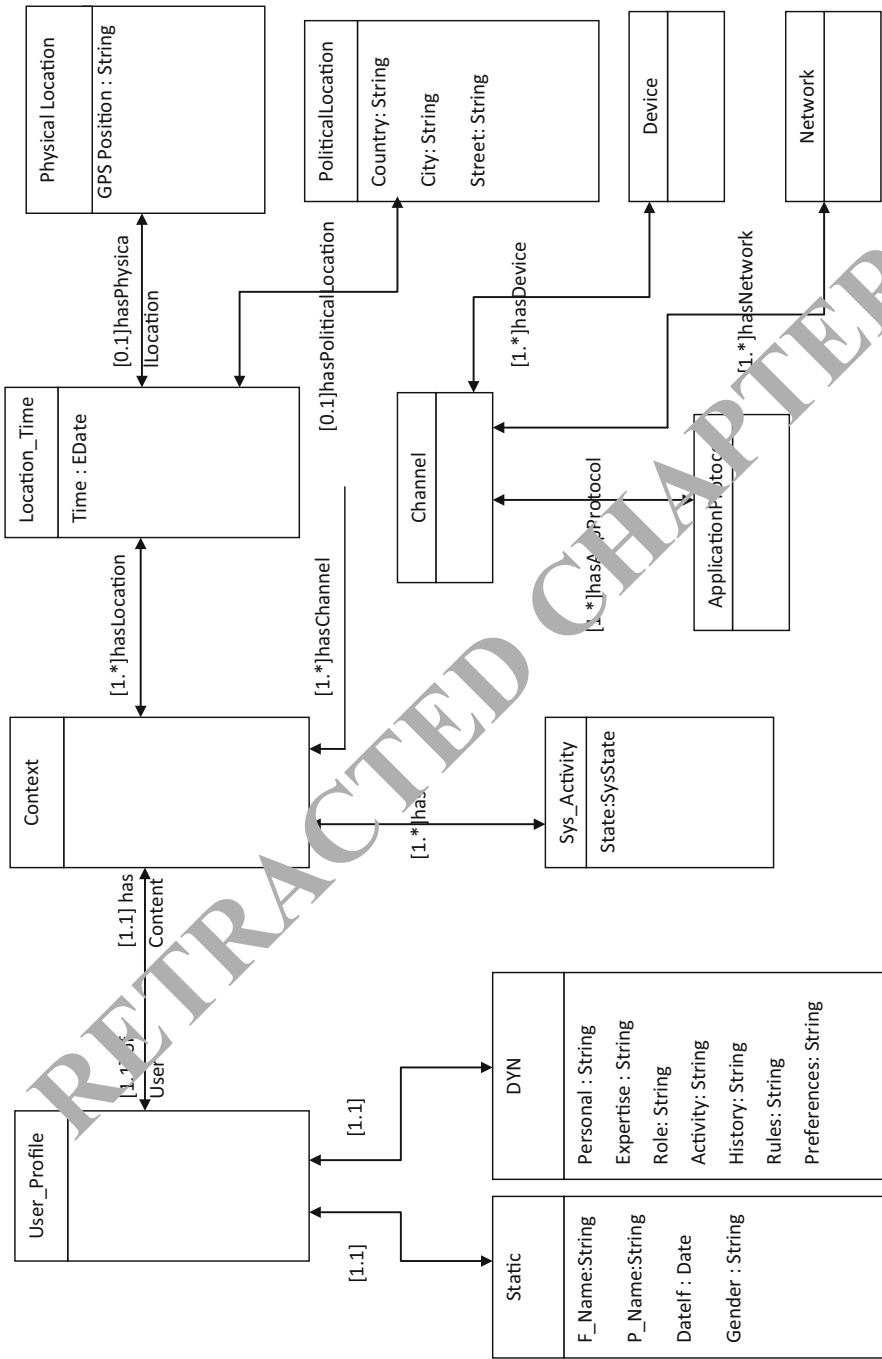 User_Profile
[1.1]
User
[1.1] has
Content
Context
[1.*]hasLocation
Location_Time
Time : EDate
[0.1]hasPhysica
lLocation
Physical Location
GPS Position : String
[0.1]hasPoliticalLocation
PoliticalLocation
Country: String
City: String
Street: String
[1.*]hasChannel
Channel
[1.*]hasDevice
Device
[1.*]hasNetwork
Network
ApplicationProtoco
[1.*]has
Sys_Activity
State:SysState
[1.1]
Static
F_Name:String
P_Name:String
DateIf : Date
Gender : String
[1.1]
DYN
Personal : String
Expertise : String
Role: String
Activity: String
History: String
Rules: String
Preferences: String
RETRACTED CHAPTER